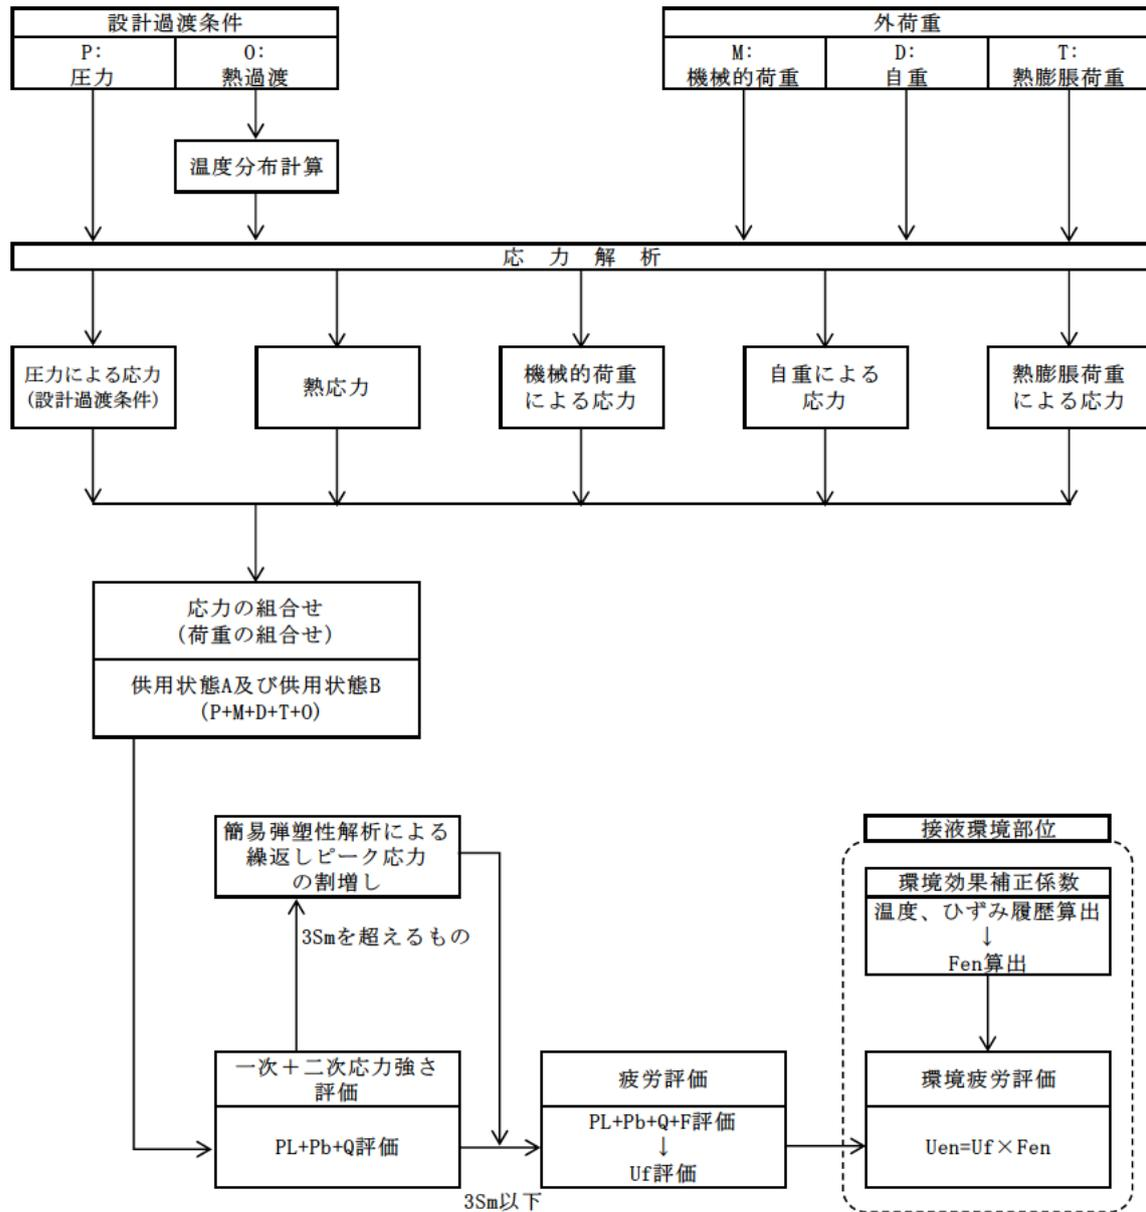 設計過渡条件
P:
圧力
O:
熱過渡
外荷重
M:
機械的荷重
D:
自重
T:
熱膨脹荷重
温度分布計算
応力解析
圧力による応力
(設計過渡条件)
熱応力
機械的荷重
による応力
自重による
応力
熱膨脹荷重
による応力
応力の組合せ
(荷重の組合せ)
供用状態A及び供用状態B
(P+M+D+T+O)
簡易弾塑性解析による
繰返しピーク応力
の割増し
3Smを超えるもの
一次＋二次応力強さ
評価
PL+Pb+Q評価
3Sm以下
疲労評価
PL+Pb+Q+F評価
↓
Uf評価
接液環境部位
環境効果補正係数
温度、ひずみ履歴算出
↓
Fen算出
環境疲労評価
Uen=Uf×Fen